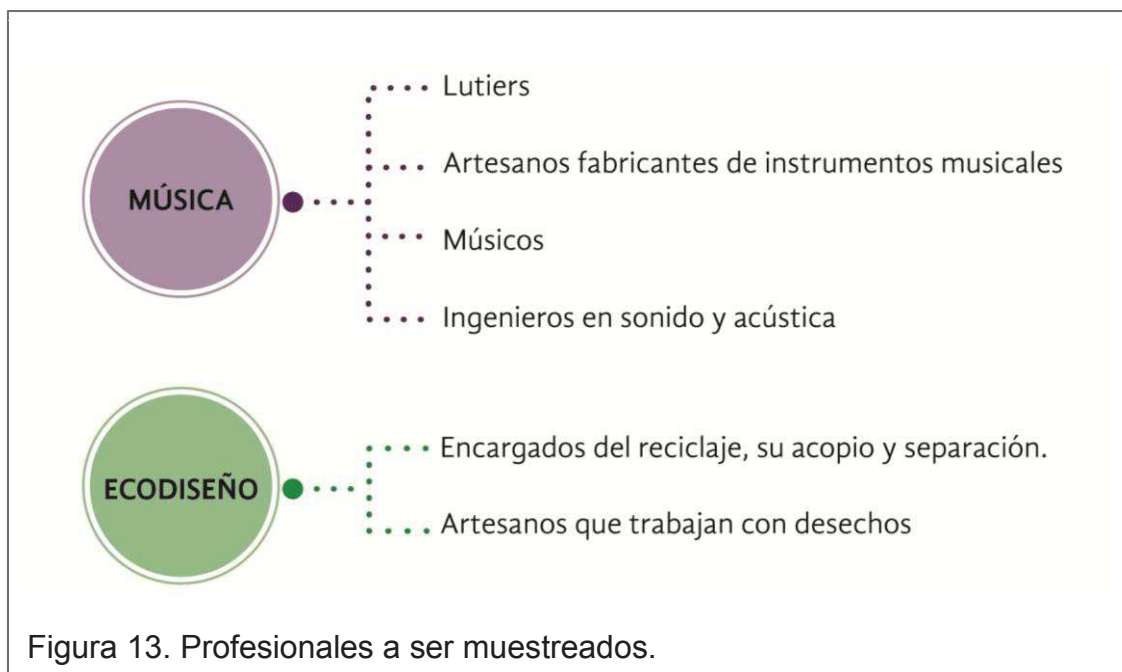 MÚSICA
Lutiers
Artesanos fabricantes de instrumentos musicales
Músicos
Ingenieros en sonido y acústica
ECODISEÑO
Encargados del reciclaje, su acopio y separación.
Artesanos que trabajan con desechos
Figura 13. Profesionales a ser muestreados.